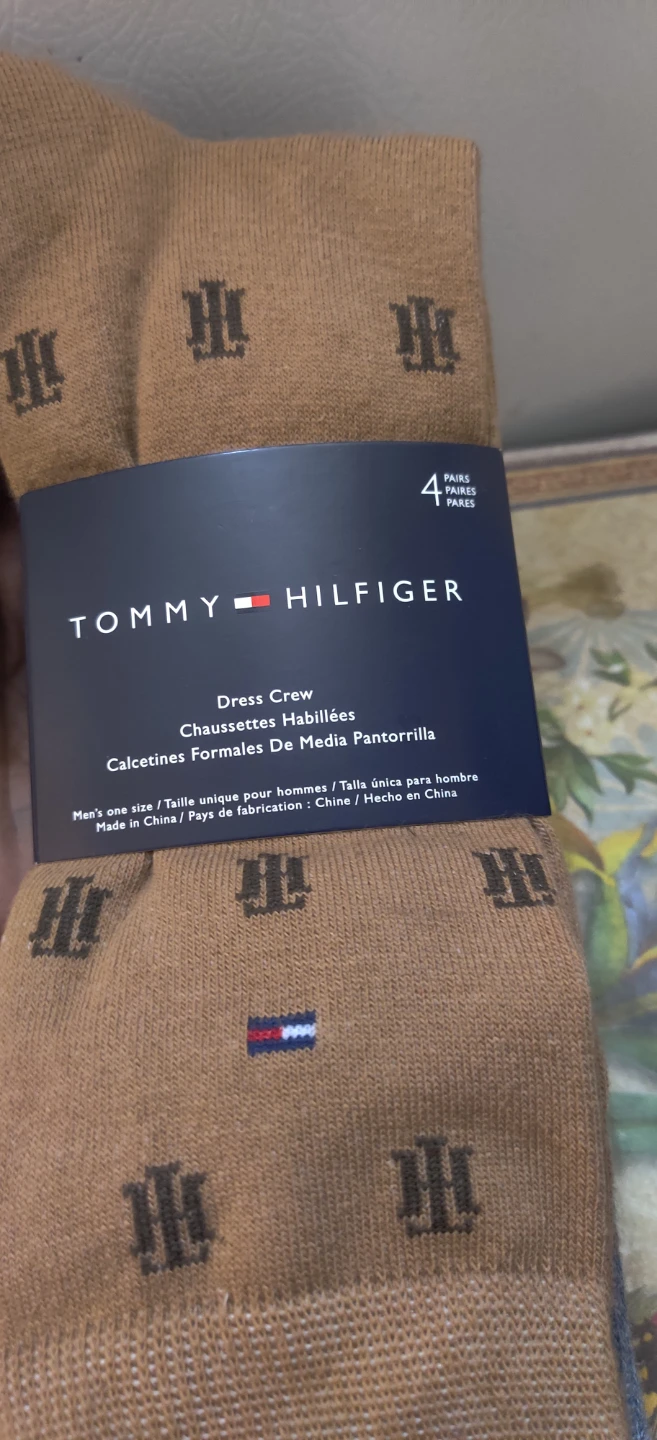 4 PAIRS
PAIRES
PARES
TOMMY HILFIGER
Dress Crew
Chaussettes Habillées
Calcetines Formales De Media Pantorrilla
Men's one size / Taille unique pour hommes / Talla única para hombre
Made in China / Pays de fabrication : Chine / Hecho en China